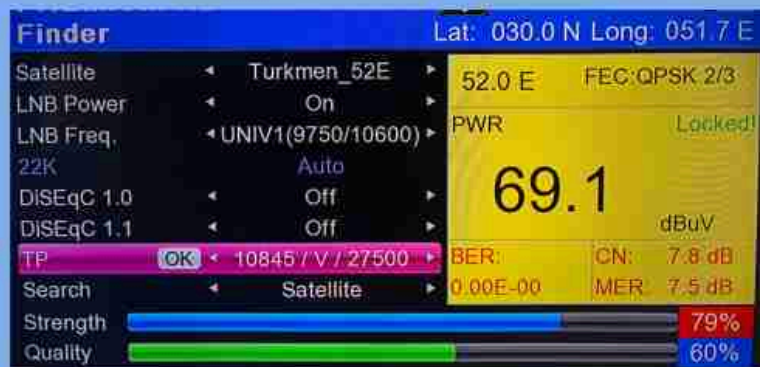 Finder Lat: 030.0 N Long: 051.7 E
Satellite Turkmen_52E
LNB Power On
LNB Freq. UNIV1(9750/10600)
22K Auto
DiSEqC 1.0 Off
DiSEqC 1.1 Off
TP OK 10845 / V / 27500
Search Satellite
52.0 E FEC:QPSK 2/3
PWR Locked!
69.1
dBuV
BER: CN: 7.8 dB
0.00E-00 MER: 7.5 dB
Strength 79%
Quality 60%